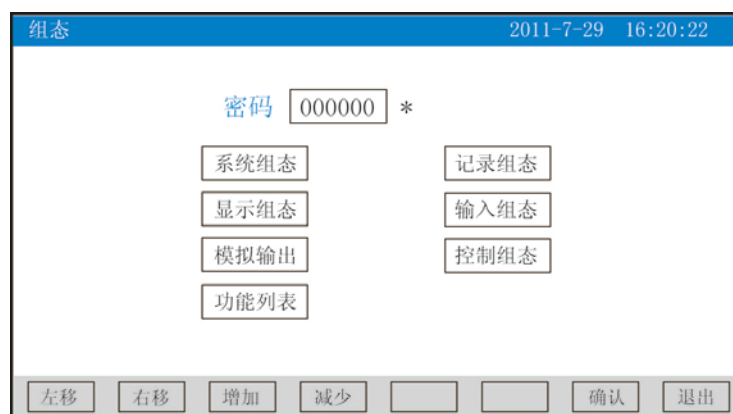 组态 2011-7-29 16:20:22
密码 000000 *
系统组态 记录组态
显示组态 输入组态
模拟输出 控制组态
功能列表
左移 右移 增加 减少 确认 退出